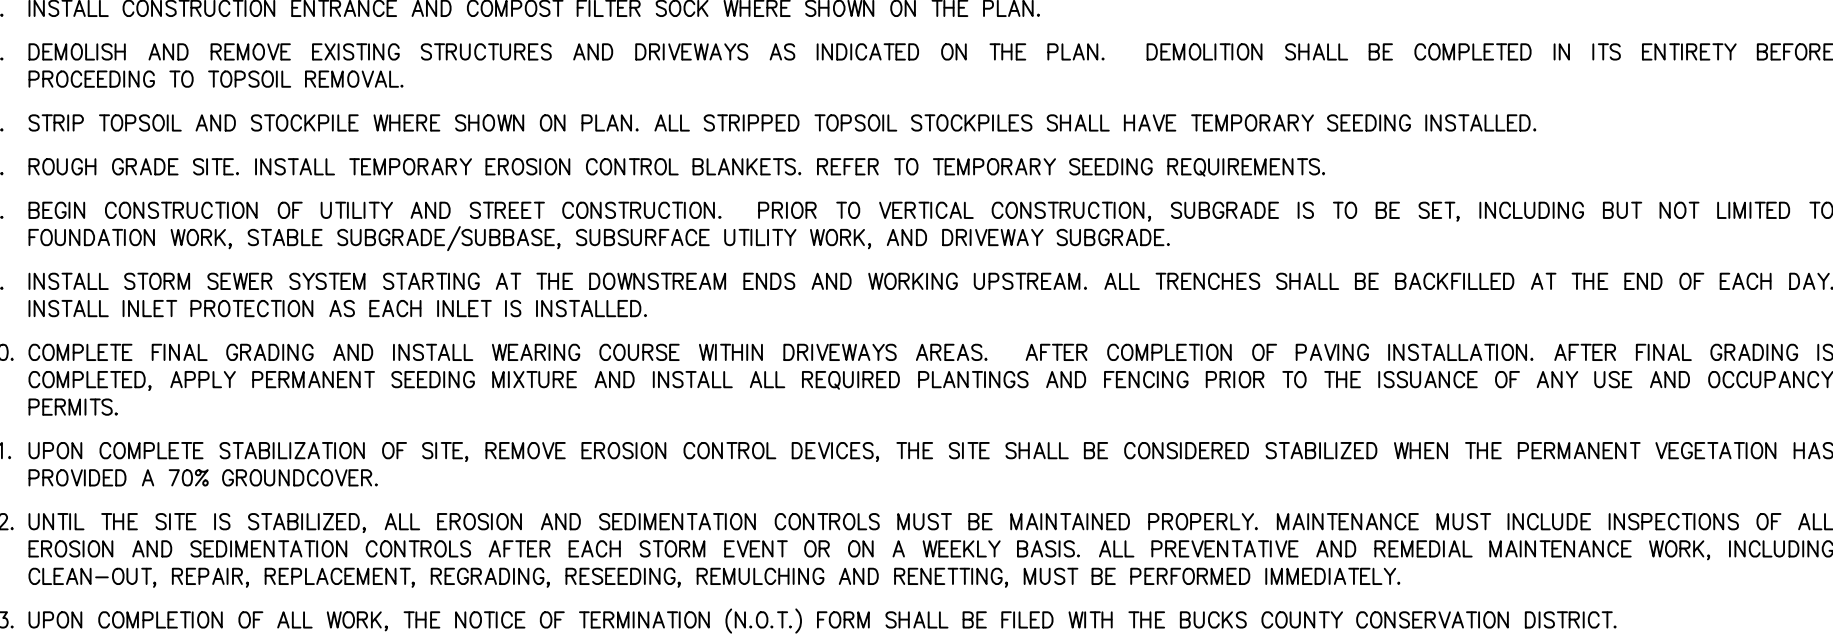 . INSTALL CONSTRUCTION ENTRANCE AND COMPOST FILTER SOCK WHERE SHOWN ON THE PLAN.
. DEMOLISH AND REMOVE EXISTING STRUCTURES AND DRIVEWAYS AS INDICATED ON THE PLAN. DEMOLITION SHALL BE COMPLETED IN ITS ENTIRETY BEFORE
PROCEEDING TO TOPSOIL REMOVAL.
. STRIP TOPSOIL AND STOCKPILE WHERE SHOWN ON PLAN. ALL STRIPPED TOPSOIL STOCKPILES SHALL HAVE TEMPORARY SEEDING INSTALLED.
. ROUGH GRADE SITE. INSTALL TEMPORARY EROSION CONTROL BLANKETS. REFER TO TEMPORARY SEEDING REQUIREMENTS.
. BEGIN CONSTRUCTION OF UTILITY AND STREET CONSTRUCTION. PRIOR TO VERTICAL CONSTRUCTION, SUBGRADE IS TO BE SET, INCLUDING BUT NOT LIMITED TO
FOUNDATION WORK, STABLE SUBGRADE/SUBBASE, SUBSURFACE UTILITY WORK, AND DRIVEWAY SUBGRADE.
. INSTALL STORM SEWER SYSTEM STARTING AT THE DOWNSTREAM ENDS AND WORKING UPSTREAM. ALL TRENCHES SHALL BE BACKFILLED AT THE END OF EACH DAY.
INSTALL INLET PROTECTION AS EACH INLET IS INSTALLED.
0. COMPLETE FINAL GRADING AND INSTALL WEARING COURSE WITHIN DRIVEWAYS AREAS. AFTER COMPLETION OF PAVING INSTALLATION. AFTER FINAL GRADING IS
COMPLETED, APPLY PERMANENT SEEDING MIXTURE AND INSTALL ALL REQUIRED PLANTINGS AND FENCING PRIOR TO THE ISSUANCE OF ANY USE AND OCCUPANCY
PERMITS.
1. UPON COMPLETE STABILIZATION OF SITE, REMOVE EROSION CONTROL DEVICES, THE SITE SHALL BE CONSIDERED STABILIZED WHEN THE PERMANENT VEGETATION HAS
PROVIDED A 70% GROUNDCOVER.
2. UNTIL THE SITE IS STABILIZED, ALL EROSION AND SEDIMENTATION CONTROLS MUST BE MAINTAINED PROPERLY. MAINTENANCE MUST INCLUDE INSPECTIONS OF ALL
EROSION AND SEDIMENTATION CONTROLS AFTER EACH STORM EVENT OR ON A WEEKLY BASIS. ALL PREVENTATIVE AND REMEDIAL MAINTENANCE WORK, INCLUDING
CLEAN-OUT, REPAIR, REPLACEMENT, REGRADING, RESEEDING, REMULCHING AND RENETTING, MUST BE PERFORMED IMMEDIATELY.
3. UPON COMPLETION OF ALL WORK, THE NOTICE OF TERMINATION (N.O.T.) FORM SHALL BE FILED WITH THE BUCKS COUNTY CONSERVATION DISTRICT.